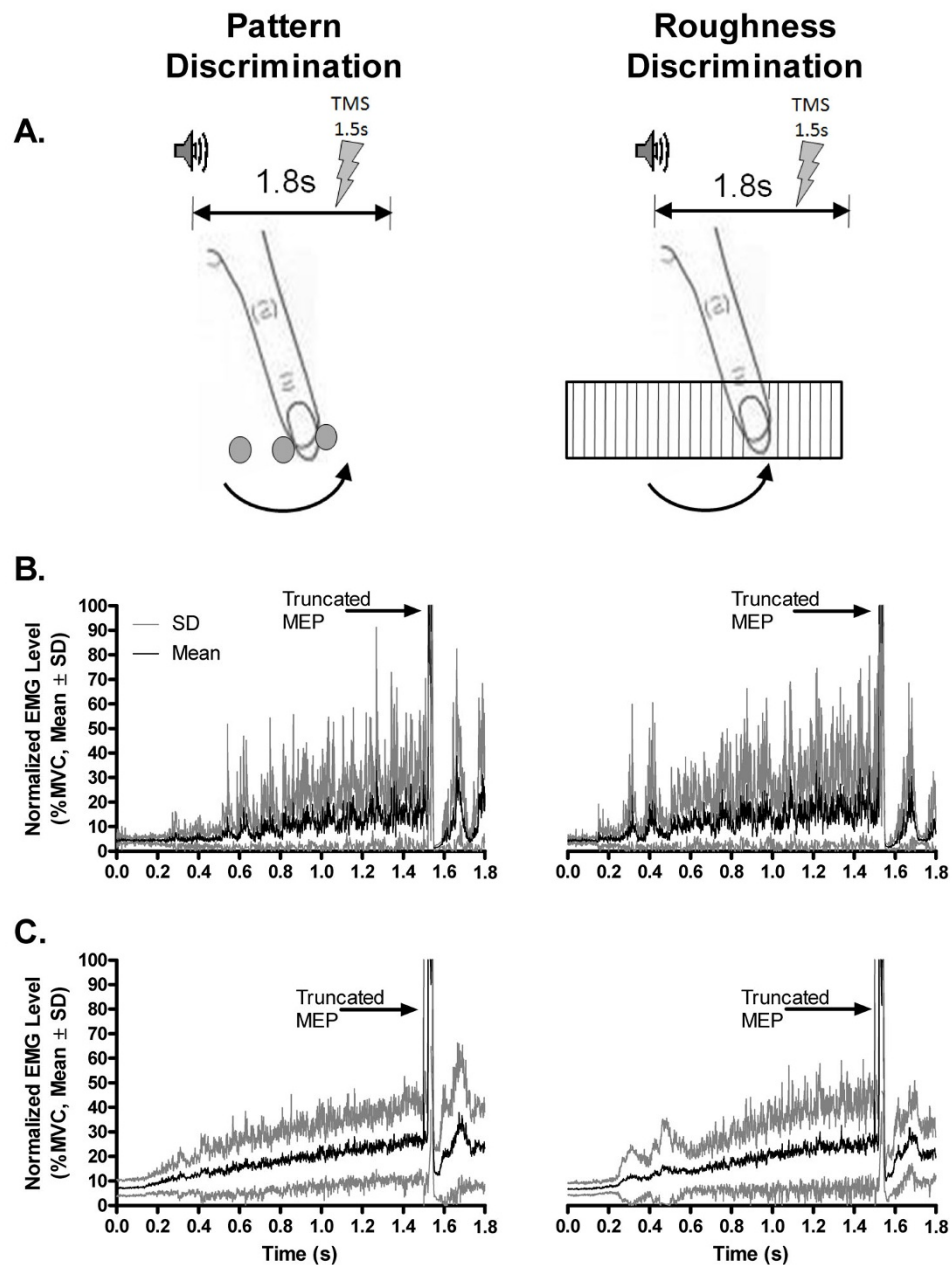 Pattern
Discrimination
Roughness
Discrimination
A.
TMS
1.5s
1.8s
TMS
1.5s
1.8s
B.
Normalized EMG Level
(%MVC, Mean ± SD)
100
90
80
70
60
50
40
30
20
10
0
SD
Mean
Truncated
MEP
0.0 0.2 0.4 0.6 0.8 1.0 1.2 1.4 1.6 1.8
Truncated
MEP
0.0 0.2 0.4 0.6 0.8 1.0 1.2 1.4 1.6 1.8
C.
Normalized EMG Level
(%MVC, Mean ± SD)
100
90
80
70
60
50
40
30
20
10
0
Truncated
MEP
0.0 0.2 0.4 0.6 0.8 1.0 1.2 1.4 1.6 1.8
Time (s)
Truncated
MEP
0.0 0.2 0.4 0.6 0.8 1.0 1.2 1.4 1.6 1.8
Time (s)